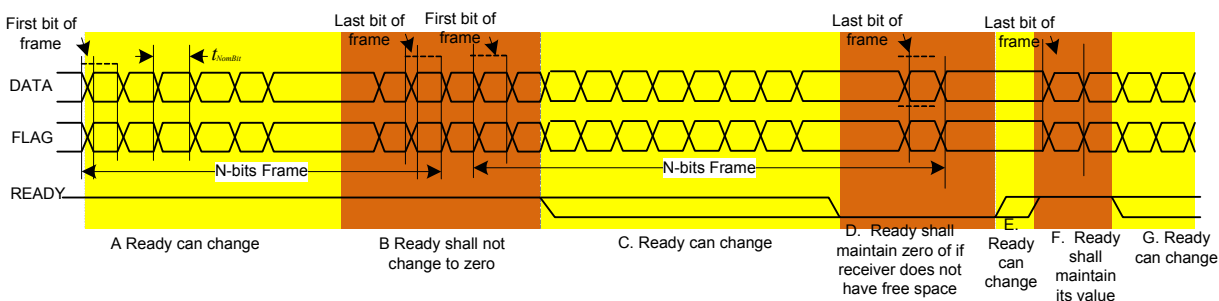 First bit of
frame
tNomBit
Last bit of
frame
First bit of
frame
Last bit of
frame
Last bit of
frame
DATA
FLAG
N-bits Frame
N-bits Frame
READY
A Ready can change
B Ready shall not
change to zero
C. Ready can change
D. Ready shall
maintain zero of if
receiver does not
have free space
E.
Ready
can
change
F. Ready
shall
maintain
its value
G. Ready
can change